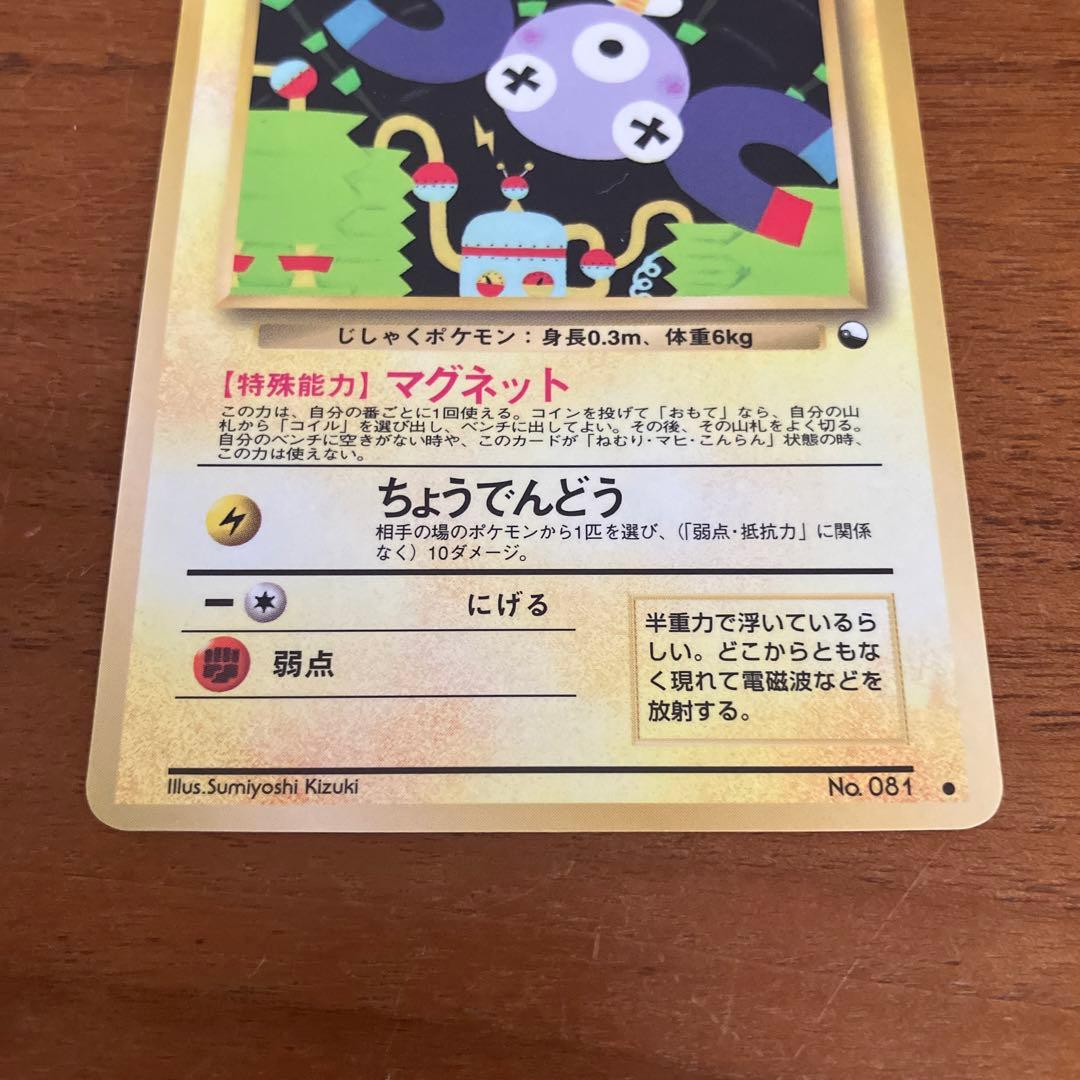 じしゃくポケモン：身長0.3m、体重6kg
【特殊能力】マグネット
この力は、自分の番ごとに1回使える。コインを投げて「おもて」なら、自分の山
札から「コイル」を選び出し、ベンチに出してよい。その後、その山札をよく切る。
自分のベンチに空きがない時や、このカードが「ねむり・マヒ・こんらん」状態の時、
この力は使えない。
ちょうでんどう
相手の場のポケモンから1匹を選び、（「弱点・抵抗力」に関係
なく）10ダメージ。
にげる
弱点
半重力で浮いているら
しい。どこからともな
く現れて電磁波などを
放射する。
Illus.Sumiyoshi Kizuki
No.081 ●